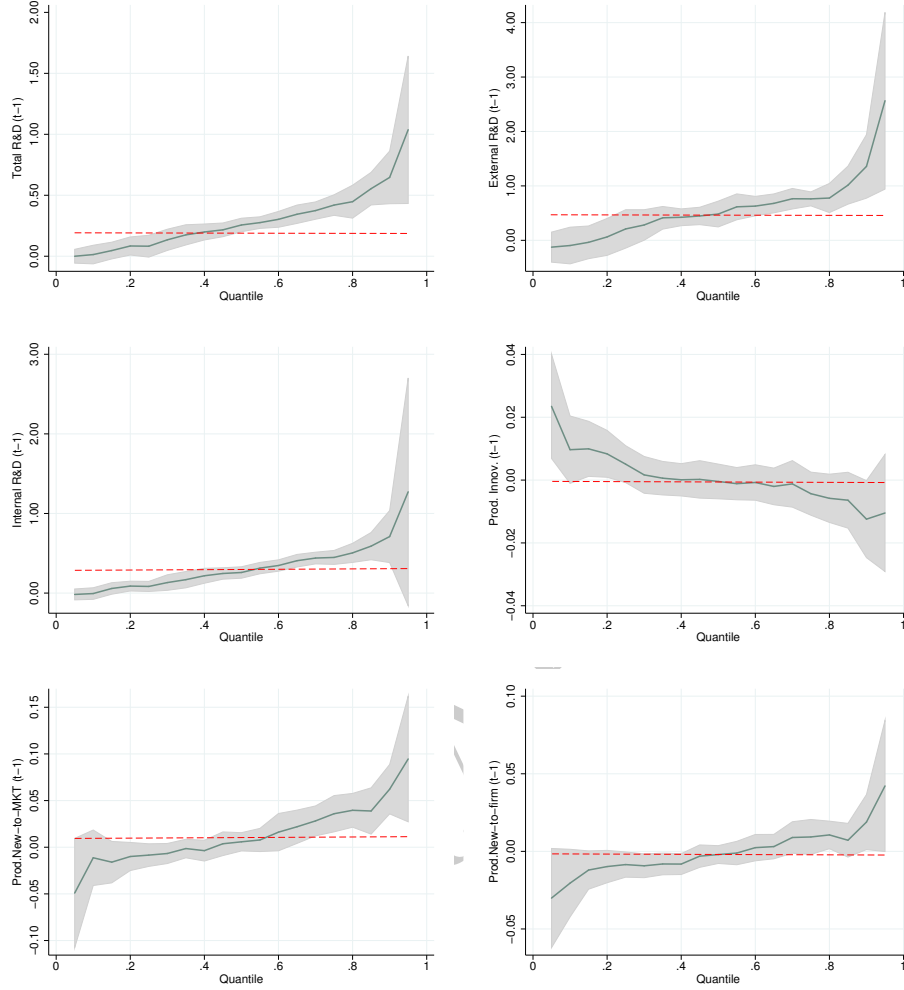 2.00
1.50
1.00
0.50
0.00
Total R&D (t−1)
0 .2 .4 .6 .8 1
Quantile
4.00
3.00
2.00
1.00
0.00
External R&D (t−1)
0 .2 .4 .6 .8 1
Quantile
3.00
2.00
1.00
0.00
Internal R&D (t−1)
0 .2 .4 .6 .8 1
Quantile
0.04
0.02
0.00
−0.02
−0.04
Prod. Innov. (t−1)
0 .2 .4 .6 .8 1
Quantile
0.15
0.10
0.05
0.00
−0.05
−0.10
Prod.New−to−MKT (t−1)
0 .2 .4 .6 .8 1
Quantile
0.10
0.05
0.00
−0.05
Prod.New−to−firm (t−1)
0 .2 .4 .6 .8 1
Quantile